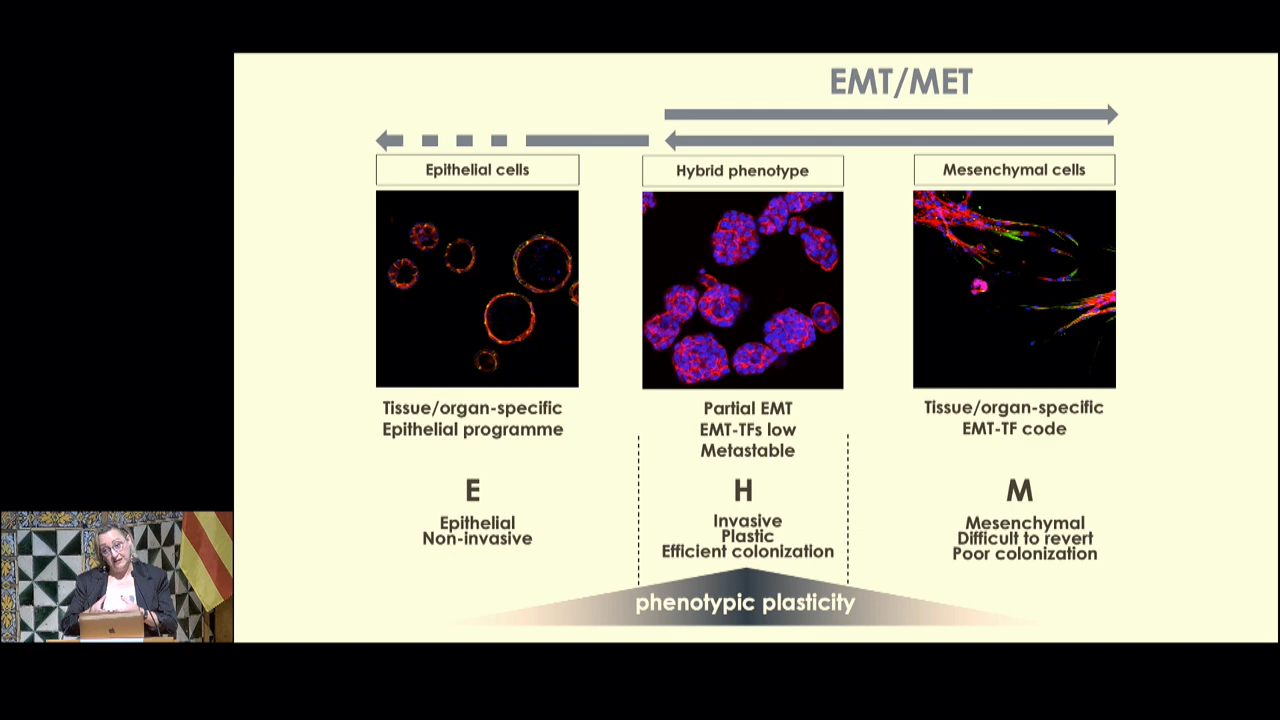 EMT/MET
Epithelial cells
Hybrid phenotype
Mesenchymal cells
Tissue/organ-specific
Epithelial programme
Partial EMT
EMT-TFs low
Metastable
Tissue/organ-specific
EMT-TF code
E
H
M
Epithelial
Non-invasive
Invasive
Plastic
Efficient colonization
Mesenchymal
Difficult to revert
Poor colonization
phenotypic plasticity